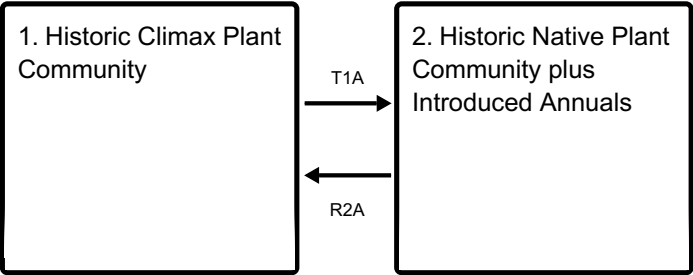 1. Historic Climax Plant
Community
T1A
R2A
2. Historic Native Plant
Community plus
Introduced Annuals